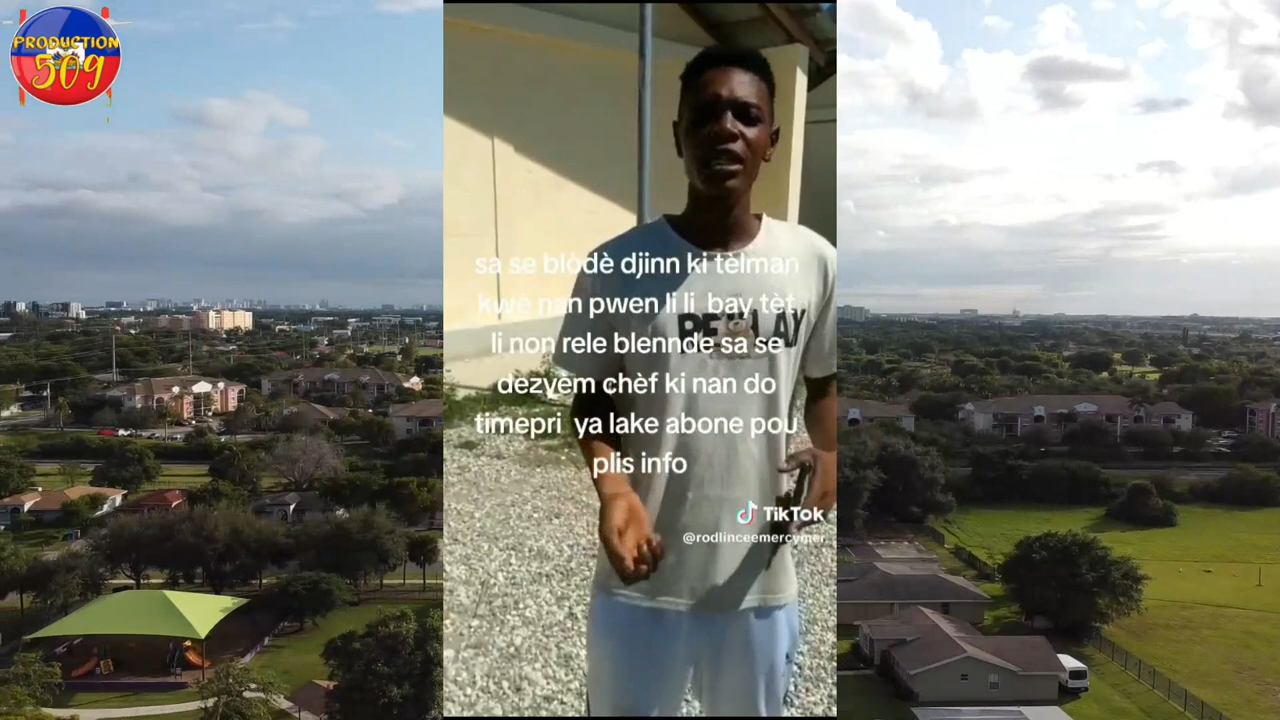 PRODUCTION
509
sa se blòdè djinn ki tèlman
kwè nan pwen li li bay tèt
li non rele blennde sa se
dezyèm chèf ki nan do
timepri ya lake abone pou
plis info
TikTok
@rodlinceemercymer